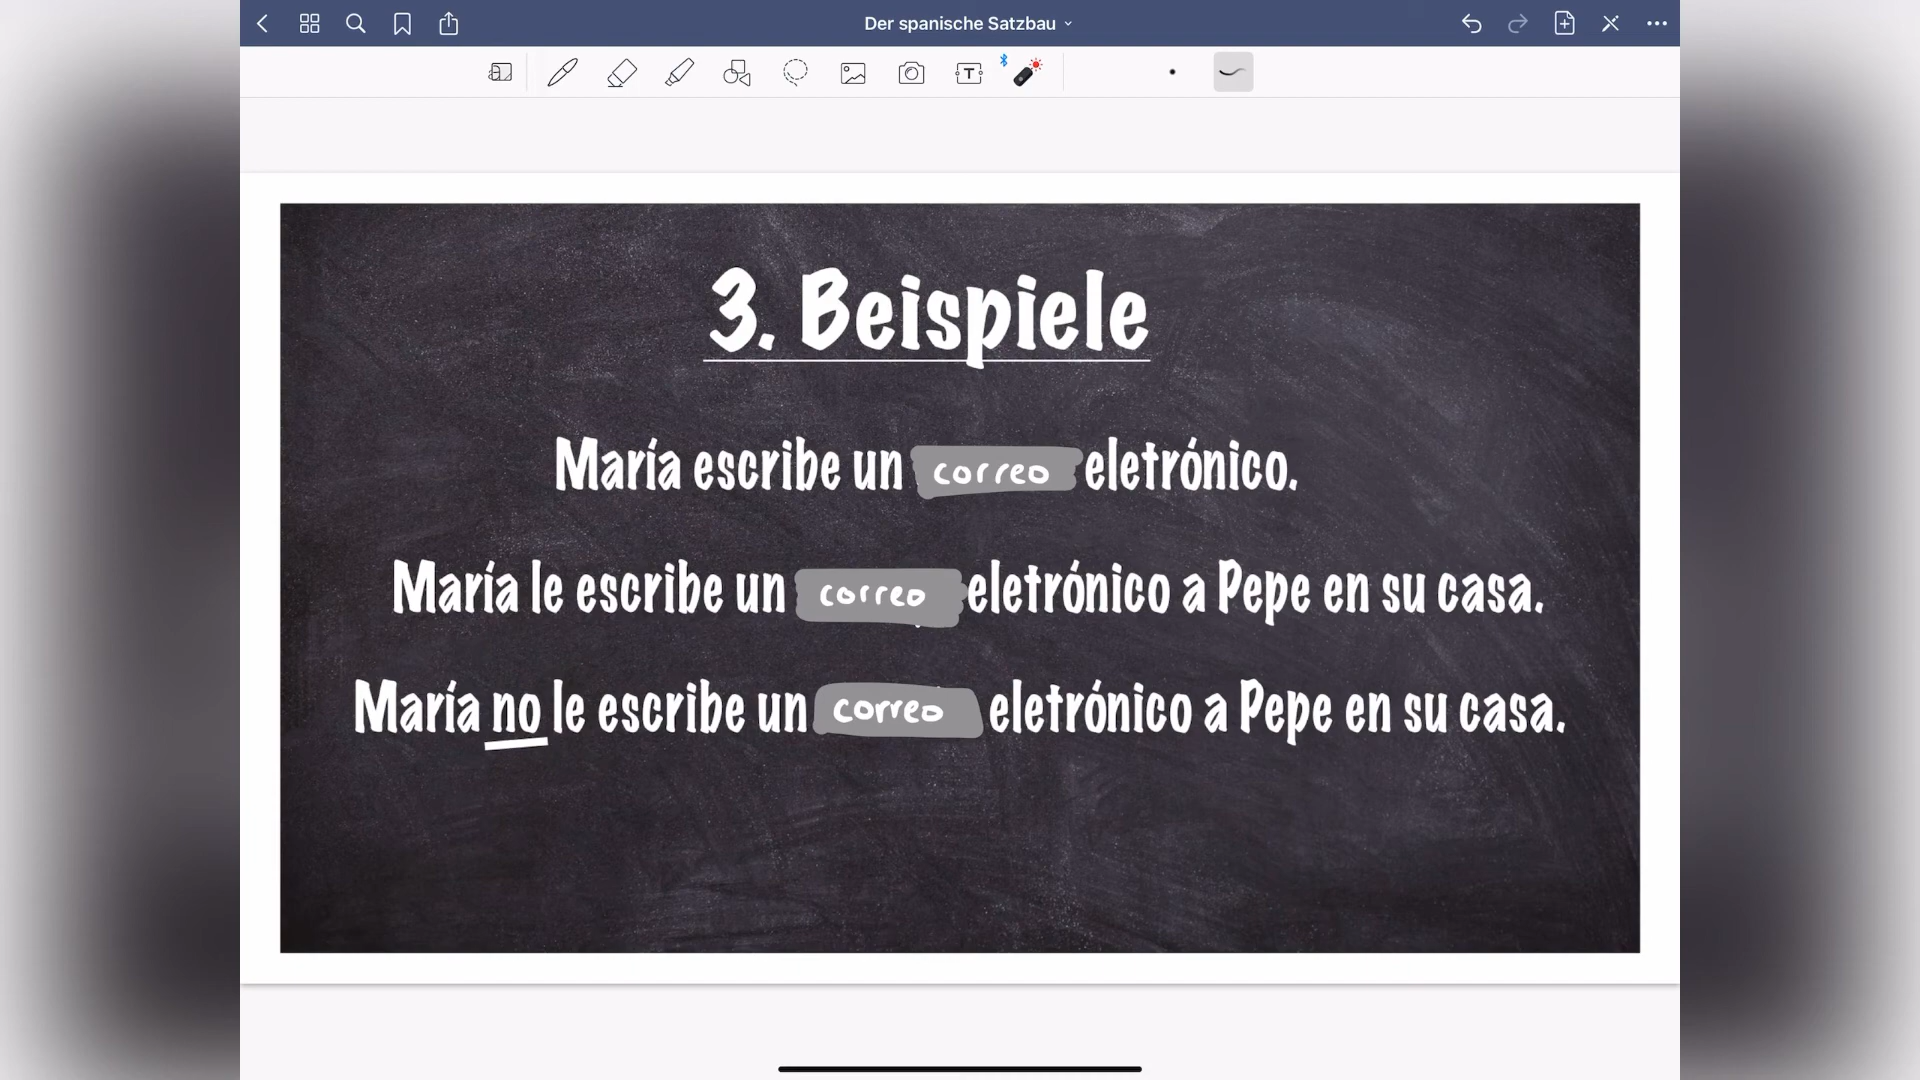 Der spanische Satzbau
3. Beispiele
María escribe un correo eletrónico.
María le escribe un correo eletrónico a Pepe en su casa.
María no le escribe un correo eletrónico a Pepe en su casa.